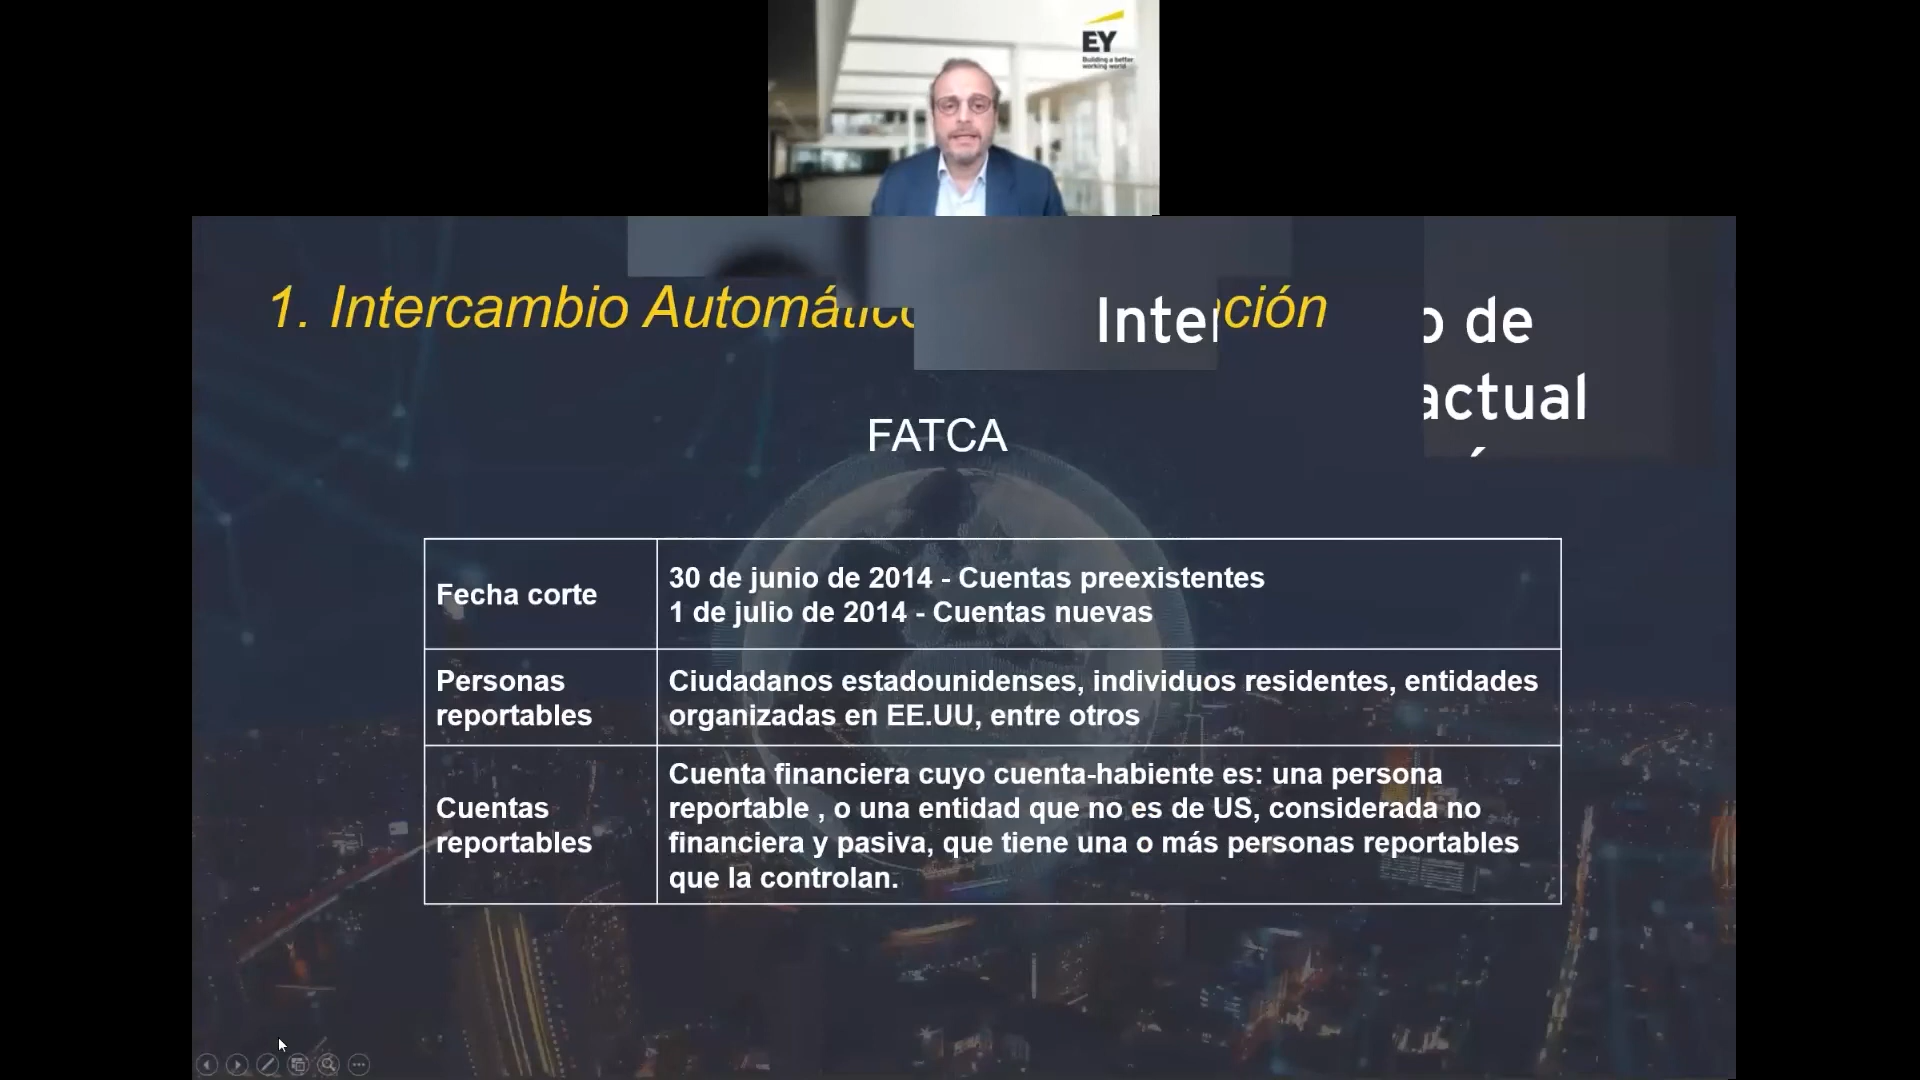 EY
Building a better
working world
1. Intercambio
ción
o de
actual
FATCA
Fecha corte
30 de junio de 2014 - Cuentas preexistentes
1 de julio de 2014 - Cuentas nuevas
Personas
reportables
Ciudadanos estadounidenses, individuos residentes, entidades
organizadas en EE.UU, entre otros
Cuentas
reportables
Cuenta financiera cuyo cuenta-habiente es: una persona
reportable , o una entidad que no es de US, considerada no
financiera y pasiva, que tiene una o más personas reportables
que la controlan.